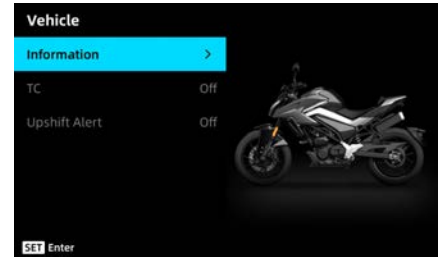 Vehicle
Information >
TC Off
Upshift Alert Off
SET Enter